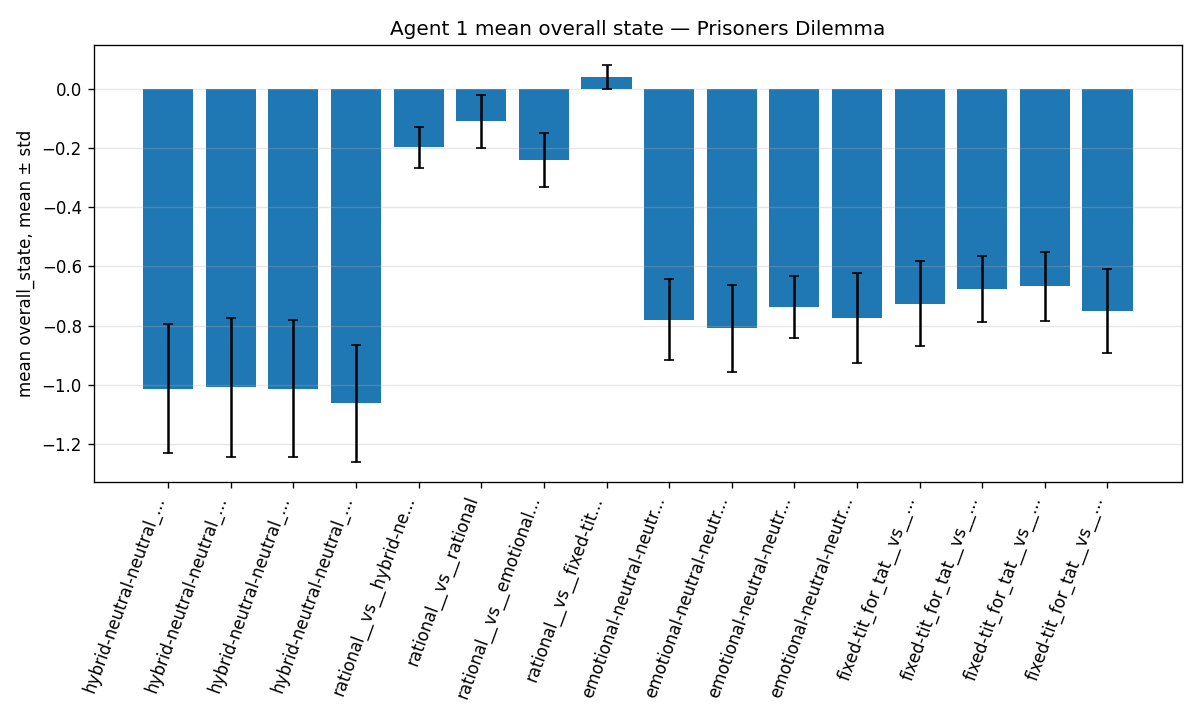 Agent 1 mean overall state — Prisoners Dilemma
mean overall_state, mean ± std
0.0
−0.2
−0.4
−0.6
−0.8
−1.0
−1.2
hybrid-neutral-neutral_...
hybrid-neutral-neutral_...
hybrid-neutral-neutral_...
hybrid-neutral-neutral_...
rational__vs__hybrid-ne...
rational__vs__rational
rational__vs__emotional...
rational__vs__fixed-tit...
emotional-neutral-neutr...
emotional-neutral-neutr...
emotional-neutral-neutr...
emotional-neutral-neutr...
fixed-tit_for_tat__vs__...
fixed-tit_for_tat__vs__...
fixed-tit_for_tat__vs__...
fixed-tit_for_tat__vs__...